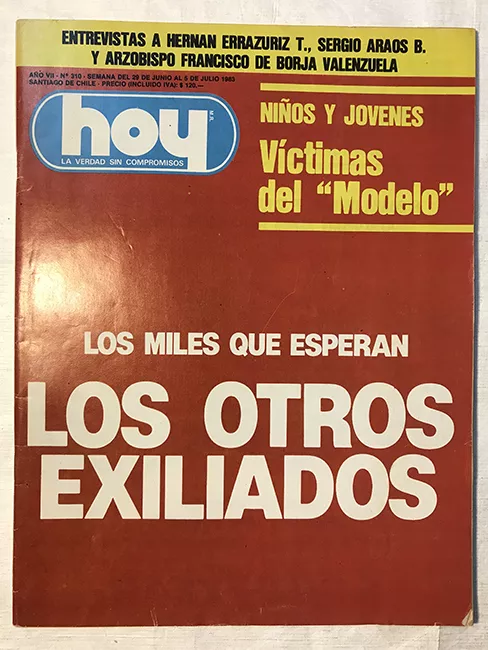 ENTREVISTAS A HERNAN ERRAZURIZ T., SERGIO ARAOS B.
Y ARZOBISPO FRANCISCO DE BORJA VALENZUELA
AÑO VII - Nº 310 - SEMANA DEL 29 DE JUNIO AL 5 DE JULIO 1983
SANTIAGO DE CHILE - PRECIO (INCLUIDO IVA): $ 120.—
hoy
M.R.
LA VERDAD SIN COMPROMISOS
NIÑOS Y JOVENES
Víctimas
del "Modelo"
LOS MILES QUE ESPERAN
LOS OTROS
EXILIADOS